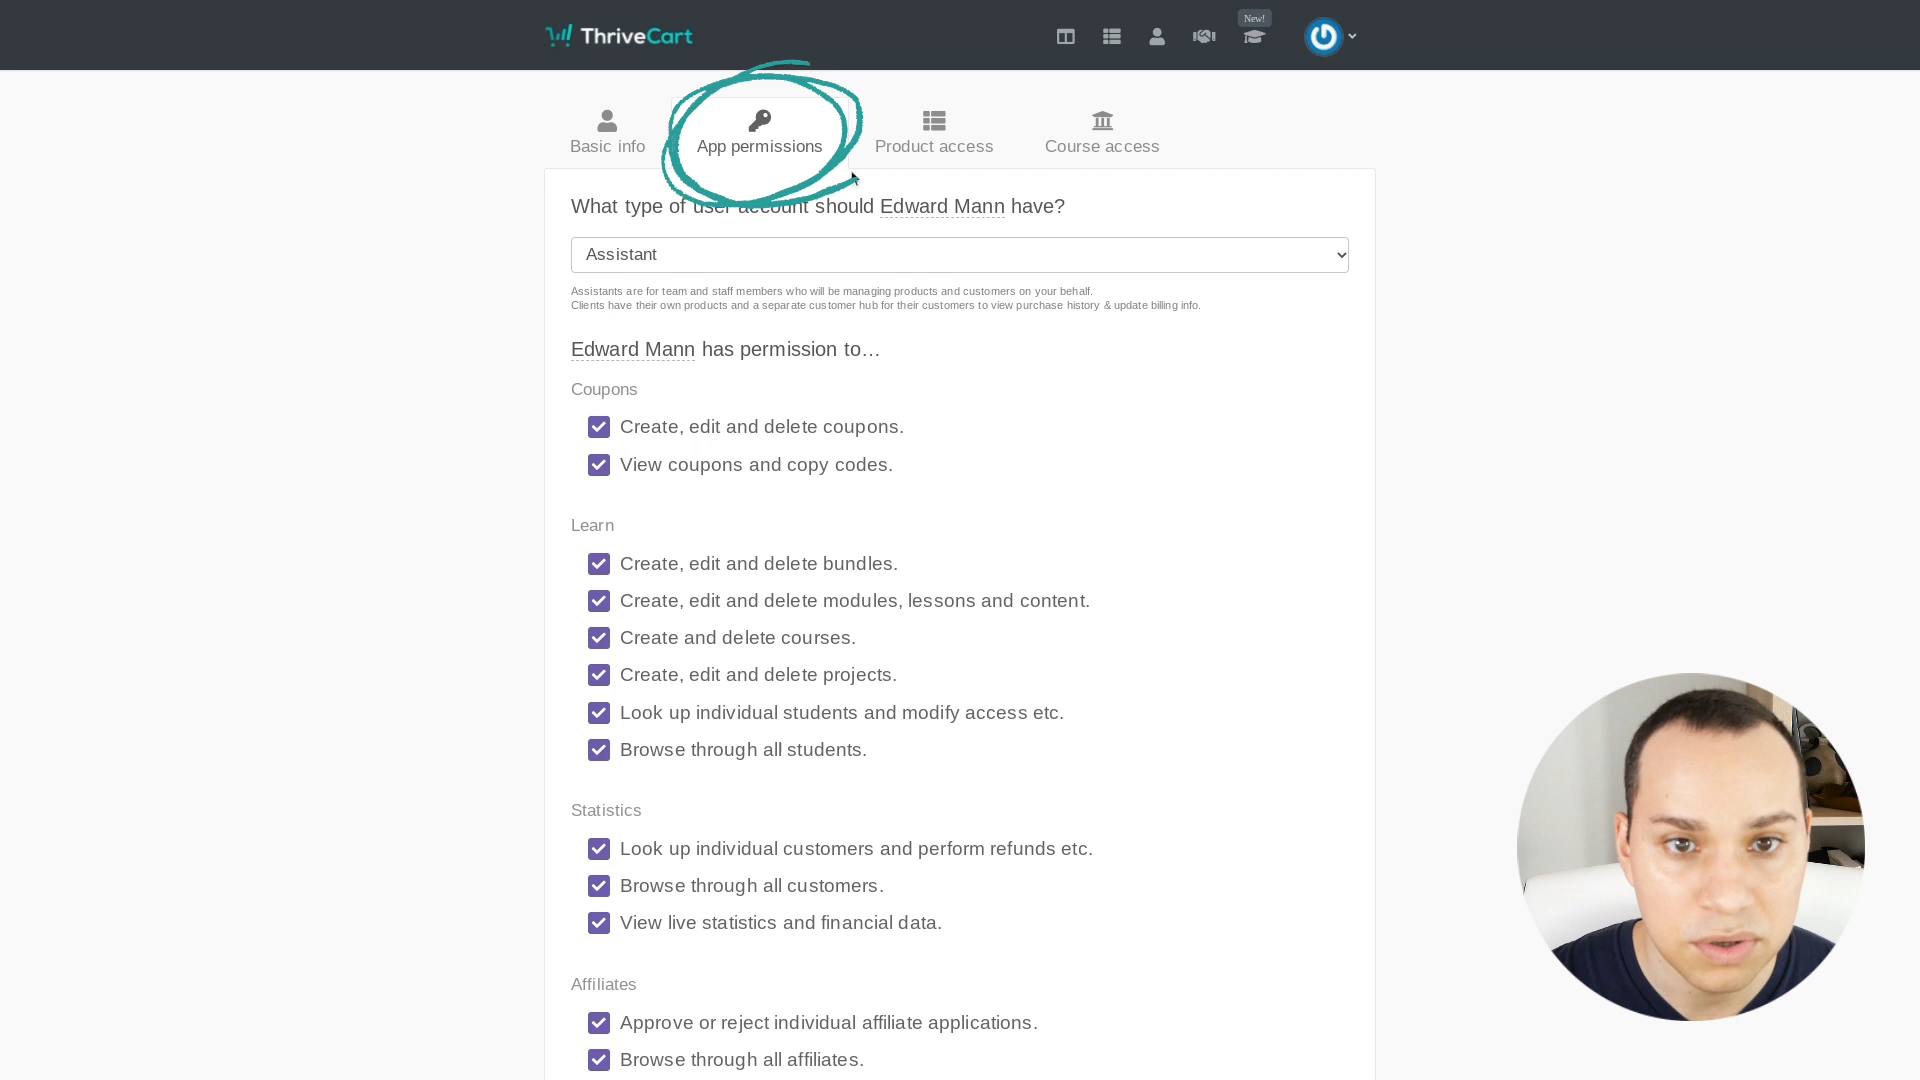 New!
ThriveCart
Basic info
App permissions
Product access
Course access
What type of user account should Edward Mann have?
Assistant
Assistants are for team and staff members who will be managing products and customers on your behalf.
Clients have their own products and a separate customer hub for their customers to view purchase history & update billing info.
Edward Mann has permission to…
Coupons
Create, edit and delete coupons.
View coupons and copy codes.
Learn
Create, edit and delete bundles.
Create, edit and delete modules, lessons and content.
Create and delete courses.
Create, edit and delete projects.
Look up individual students and modify access etc.
Browse through all students.
Statistics
Look up individual customers and perform refunds etc.
Browse through all customers.
View live statistics and financial data.
Affiliates
Approve or reject individual affiliate applications.
Browse through all affiliates.